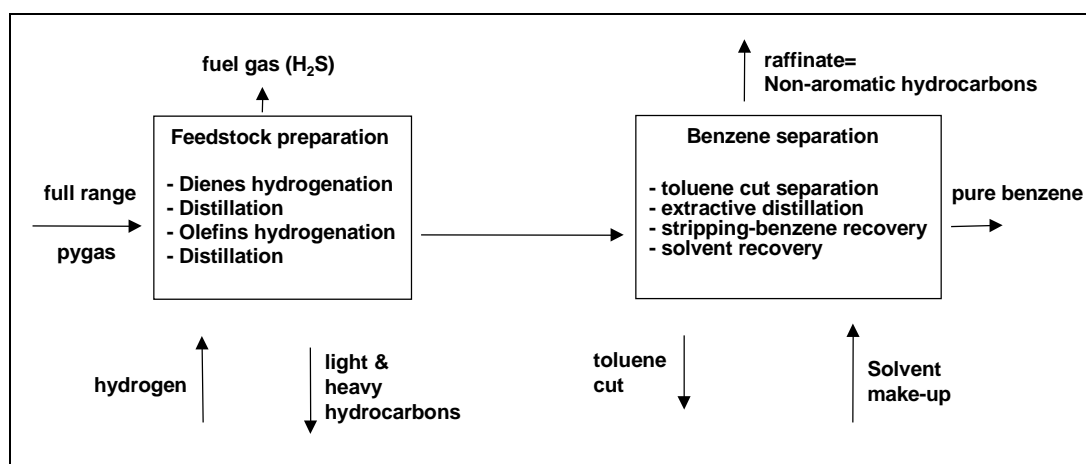 fuel gas (H₂S)
raffinate=
Non-aromatic hydrocarbons
Feedstock preparation
- Dienes hydrogenation
- Distillation
- Olefins hydrogenation
- Distillation
Benzene separation
- toluene cut separation
- extractive distillation
- stripping-benzene recovery
- solvent recovery
full range
pygas
pure benzene
hydrogen
light &
heavy
hydrocarbons
toluene
cut
Solvent
make-up